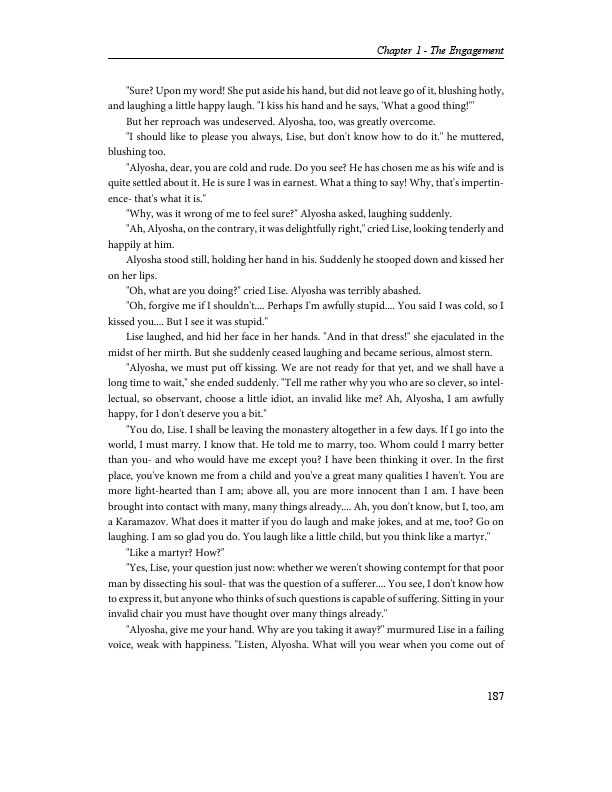 Chapter 1 - The Engagement
"Sure? Upon my word! She put aside his hand, but did not leave go of it, blushing hotly,
and laughing a little happy laugh. "I kiss his hand and he says, 'What a good thing!'"
But her reproach was undeserved. Alyosha, too, was greatly overcome.
"I should like to please you always, Lise, but don't know how to do it." he muttered,
blushing too.
"Alyosha, dear, you are cold and rude. Do you see? He has chosen me as his wife and is
quite settled about it. He is sure I was in earnest. What a thing to say! Why, that's impertin-
ence- that's what it is."
"Why, was it wrong of me to feel sure?" Alyosha asked, laughing suddenly.
"Ah, Alyosha, on the contrary, it was delightfully right," cried Lise, looking tenderly and
happily at him.
Alyosha stood still, holding her hand in his. Suddenly he stooped down and kissed her
on her lips.
"Oh, what are you doing?" cried Lise. Alyosha was terribly abashed.
"Oh, forgive me if I shouldn't.... Perhaps I'm awfully stupid.... You said I was cold, so I
kissed you.... But I see it was stupid."
Lise laughed, and hid her face in her hands. "And in that dress!" she ejaculated in the
midst of her mirth. But she suddenly ceased laughing and became serious, almost stern.
"Alyosha, we must put off kissing. We are not ready for that yet, and we shall have a
long time to wait," she ended suddenly. "Tell me rather why you who are so clever, so intel-
lectual, so observant, choose a little idiot, an invalid like me? Ah, Alyosha, I am awfully
happy, for I don't deserve you a bit."
"You do, Lise. I shall be leaving the monastery altogether in a few days. If I go into the
world, I must marry. I know that. He told me to marry, too. Whom could I marry better
than you- and who would have me except you? I have been thinking it over. In the first
place, you've known me from a child and you've a great many qualities I haven't. You are
more light-hearted than I am; above all, you are more innocent than I am. I have been
brought into contact with many, many things already.... Ah, you don't know, but I, too, am
a Karamazov. What does it matter if you do laugh and make jokes, and at me, too? Go on
laughing. I am so glad you do. You laugh like a little child, but you think like a martyr."
"Like a martyr? How?"
"Yes, Lise, your question just now: whether we weren't showing contempt for that poor
man by dissecting his soul- that was the question of a sufferer.... You see, I don't know how
to express it, but anyone who thinks of such questions is capable of suffering. Sitting in your
invalid chair you must have thought over many things already."
"Alyosha, give me your hand. Why are you taking it away?" murmured Lise in a failing
voice, weak with happiness. "Listen, Alyosha. What will you wear when you come out of
187